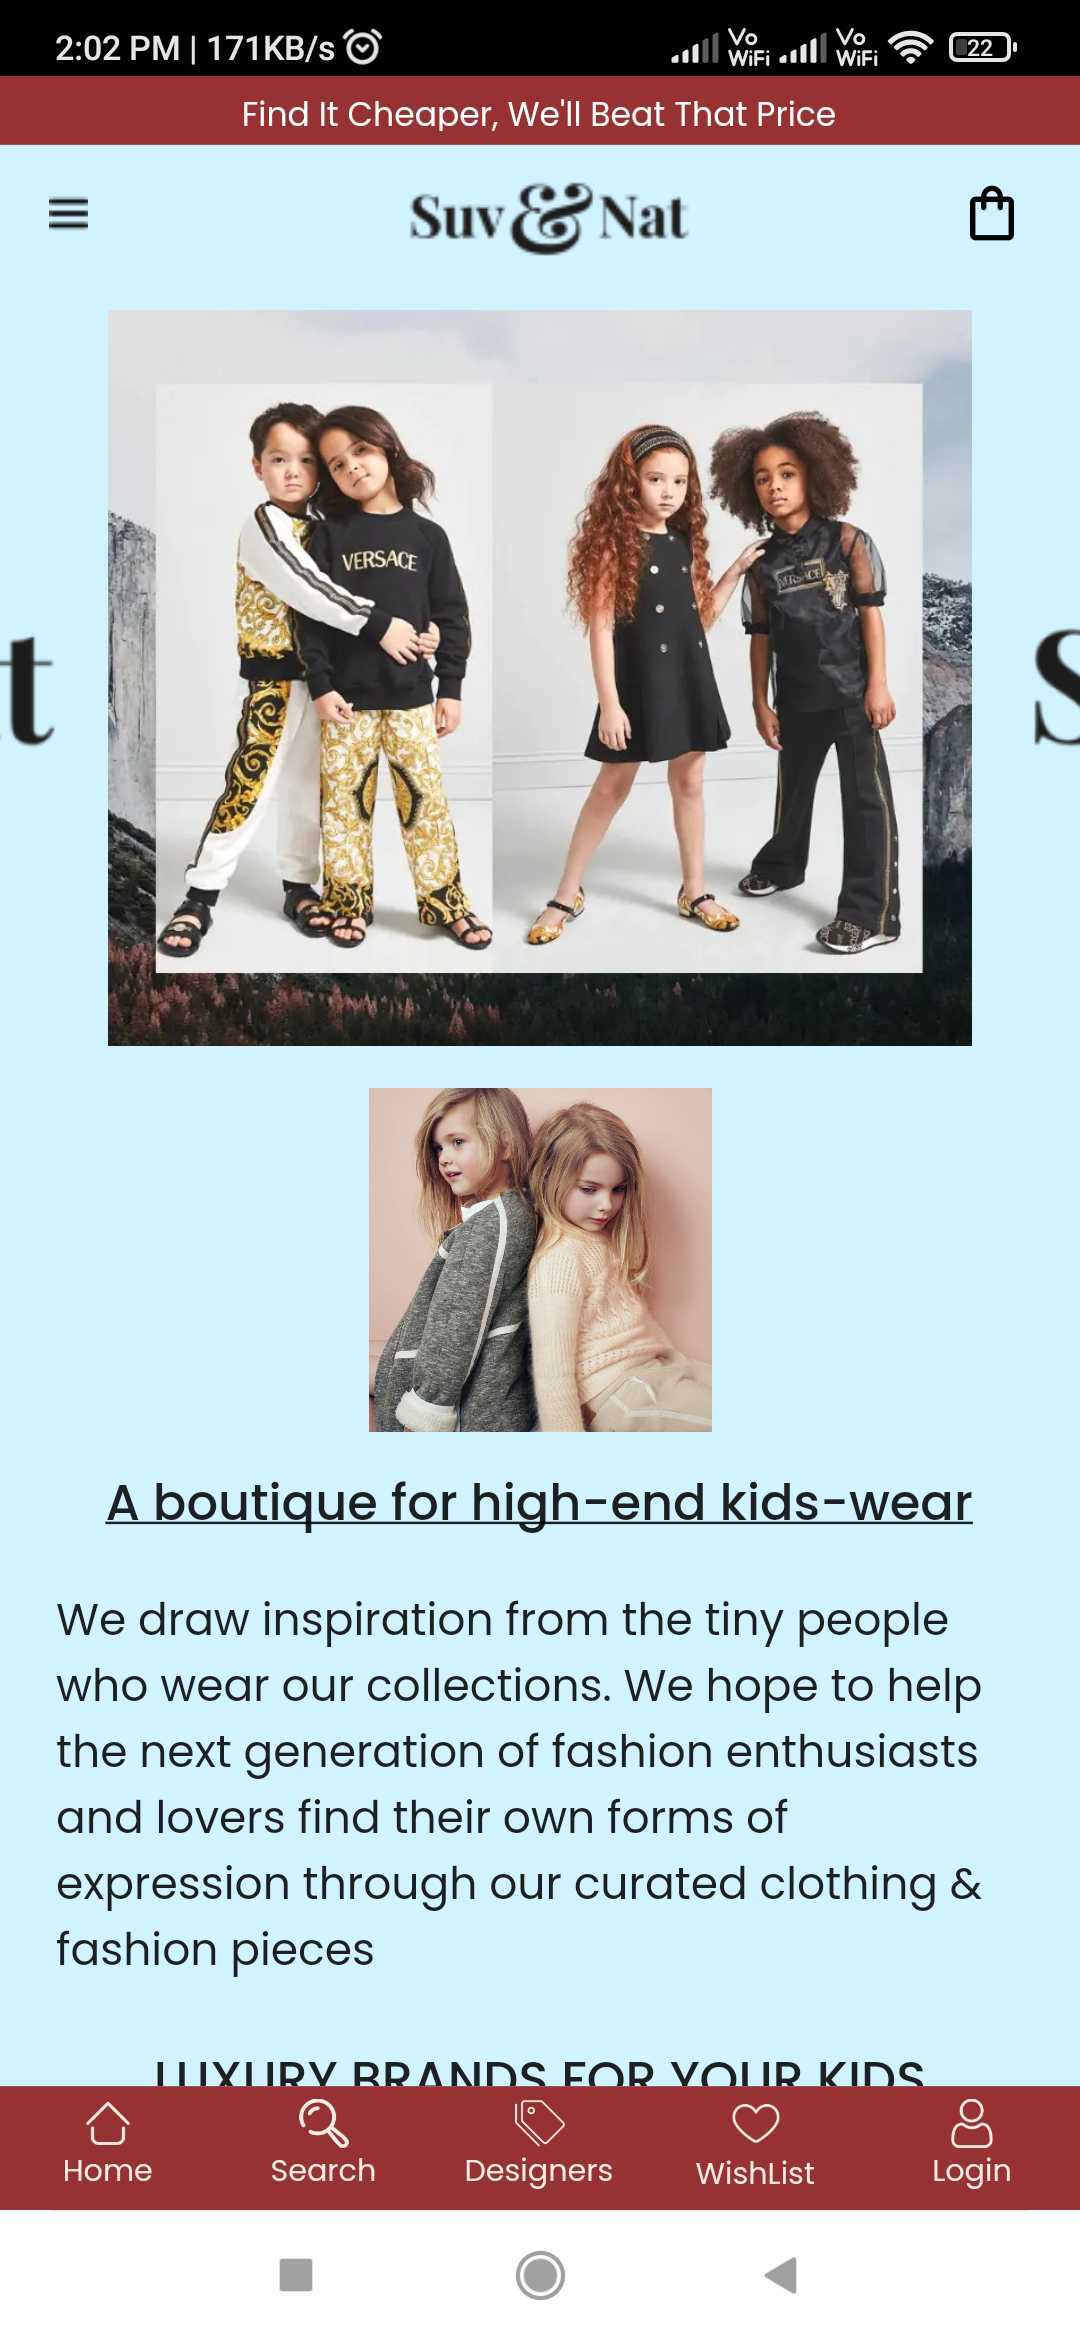 2:02 PM | 171KB/s
Vo WiFi
Vo WiFi
22
Find It Cheaper, We'll Beat That Price
Suv & Nat
VERSACE
VERSACE
t
S
A boutique for high-end kids-wear
We draw inspiration from the tiny people
who wear our collections. We hope to help
the next generation of fashion enthusiasts
and lovers find their own forms of
expression through our curated clothing &
fashion pieces
LUXURY BRANDS FOR YOUR KIDS
Home
Search
Designers
WishList
Login